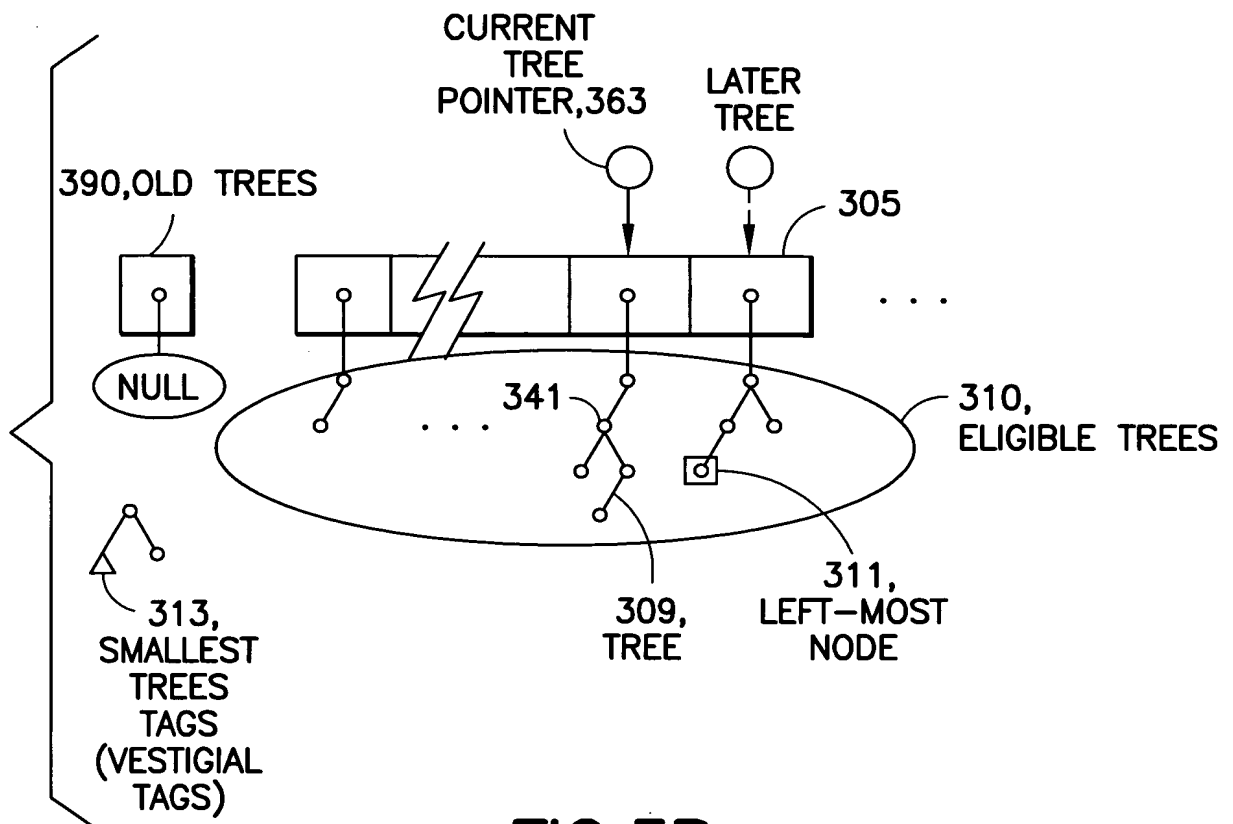 CURRENT
TREE
POINTER,363
LATER
TREE
390,OLD TREES
305
. . .
NULL
341
. . .
310,
ELIGIBLE TREES
313,
SMALLEST
TREES
TAGS
(VESTIGIAL
TAGS)
309,
TREE
311,
LEFT-MOST
NODE